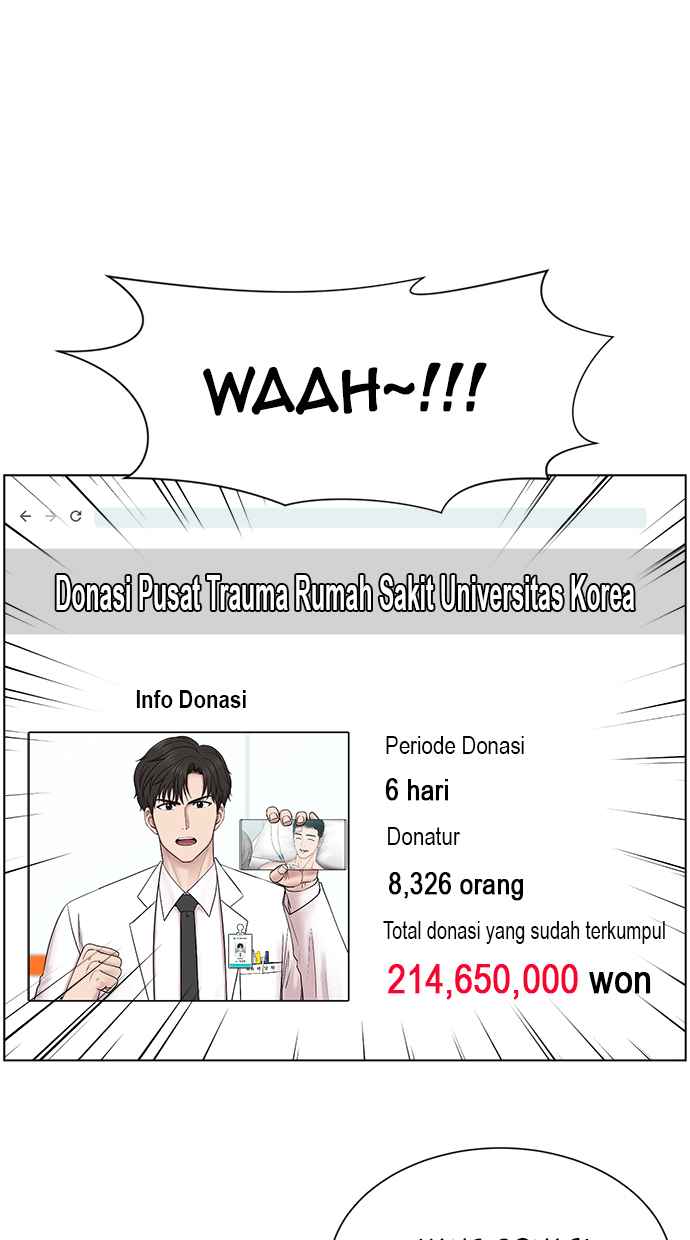 WAAH~!!!
Donasi Pusat Trauma Rumah Sakit Universitas Korea
Info Donasi
Periode Donasi
6 hari
Donatur
8,326 orang
Total donasi yang sudah terkumpul
214,650,000 won